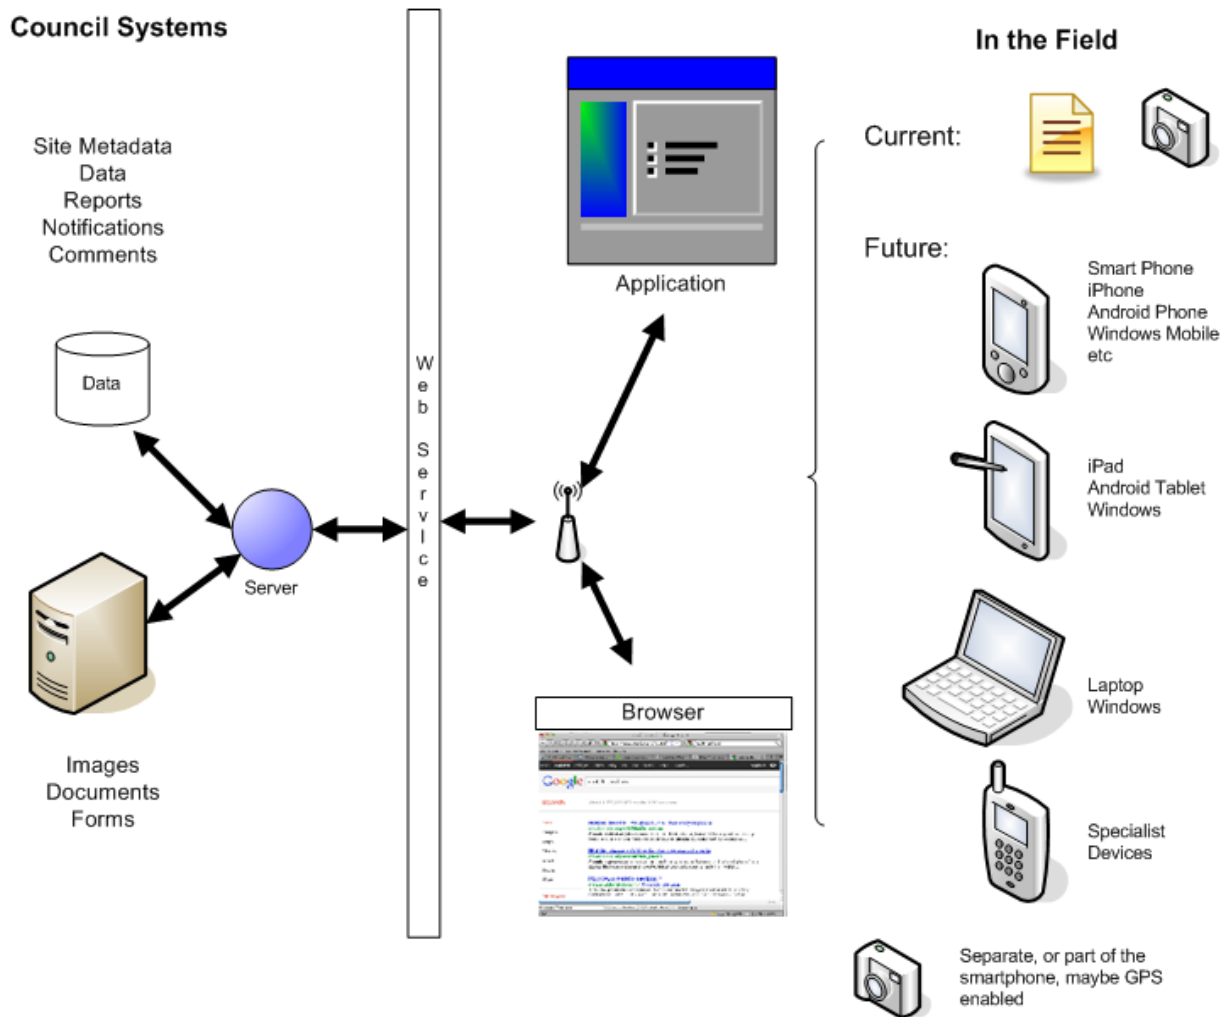 Council Systems
In the Field
Site Metadata
Data
Reports
Notifications
Comments
Data
Server
Images
Documents
Forms
Web Service
Application
Browser
Google
Current:
Future:
Smart Phone
iPhone
Android Phone
Windows Mobile
etc
iPad
Android Tablet
Windows
Laptop
Windows
Specialist
Devices
Separate, or part of the
smartphone, maybe GPS
enabled